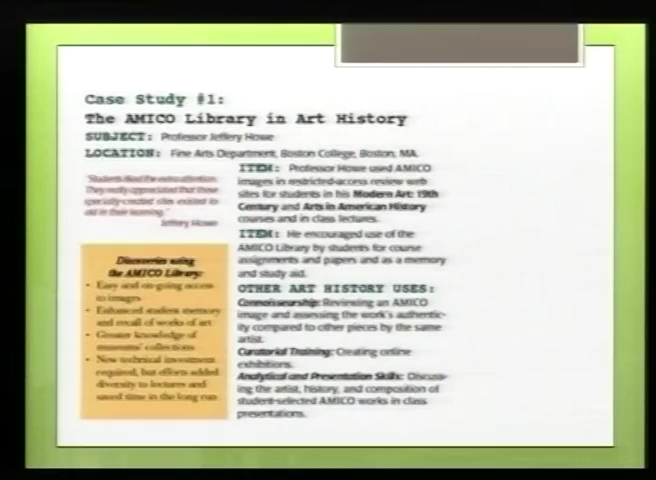 Case Study #1:
The AMICO Library in Art History
SUBJECT: Professor Jeffery Howe
LOCATION: Fine Arts Department, Boston College, Boston, MA
"Students liked the extra attention.
They really appreciated that these
specially-created sites existed to
aid in their learning."
Jeffery Howe
Discoveries using
the AMICO Library:
• Easy and on-going access
to images
• Enhanced student memory
and recall of works of art
• Greater knowledge of
museums' collections
• New technical investment
required, but efforts added
diversity to lectures and
saved time in the long run
ITEM: Professor Howe used AMICO
images in restricted-access review web
sites for students in his Modern Art: 19th
Century and Arts in American History
courses and in class lectures.
ITEM: He encouraged use of the
AMICO Library by students for course
assignments and papers and as a memory
and study aid.
OTHER ART HISTORY USES:
Connoisseurship: Reviewing an AMICO
image and assessing the work's authentic-
ity compared to other pieces by the same
artist.
Curatorial Training: Creating online
exhibitions.
Analytical and Presentation Skills: Discuss-
ing the artist, history, and composition of
student-selected AMICO works in class
presentations.